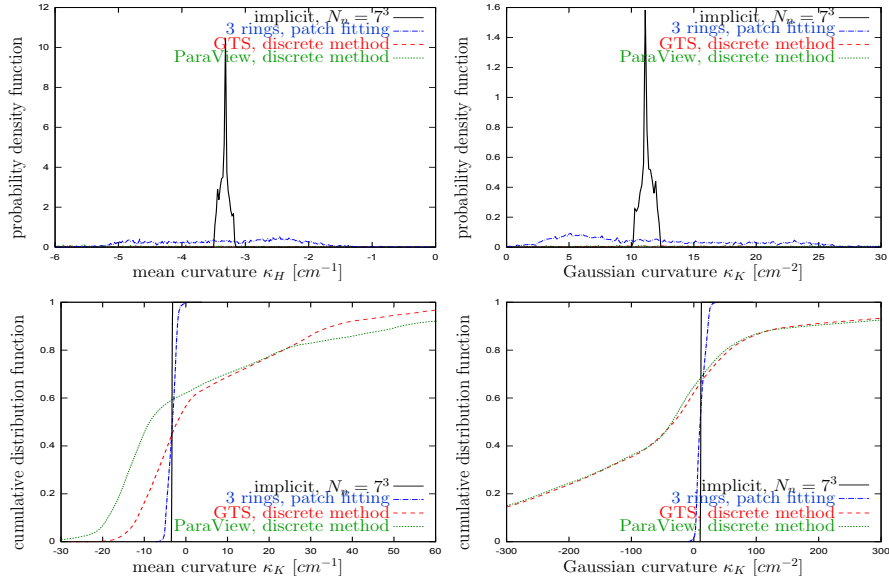 implicit, N_n = 7^3
3 rings, patch fitting
GTS, discrete method
ParaView, discrete method
probability density function
12
10
8
6
4
2
0
-6 -5 -4 -3 -2 -1 0
mean curvature κ_H [cm^−1]
implicit, N_n = 7^3
3 rings, patch fitting
GTS, discrete method
ParaView, discrete method
probability density function
1.6
1.4
1.2
1
0.8
0.6
0.4
0.2
0
0 5 10 15 20 25 30
Gaussian curvature κ_K [cm^−2]
cumulative distribution function
1
0.8
0.6
0.4
0.2
0
implicit, N_n = 7^3
3 rings, patch fitting
GTS, discrete method
ParaView, discrete method
-30 -20 -10 0 10 20 30 40 50 60
mean curvature κ_K [cm^−1]
cumulative distribution function
1
0.8
0.6
0.4
0.2
0
implicit, N_n = 7^3
3 rings, patch fitting
GTS, discrete method
ParaView, discrete method
-300 -200 -100 0 100 200 300
Gaussian curvature κ_K [cm^−2]